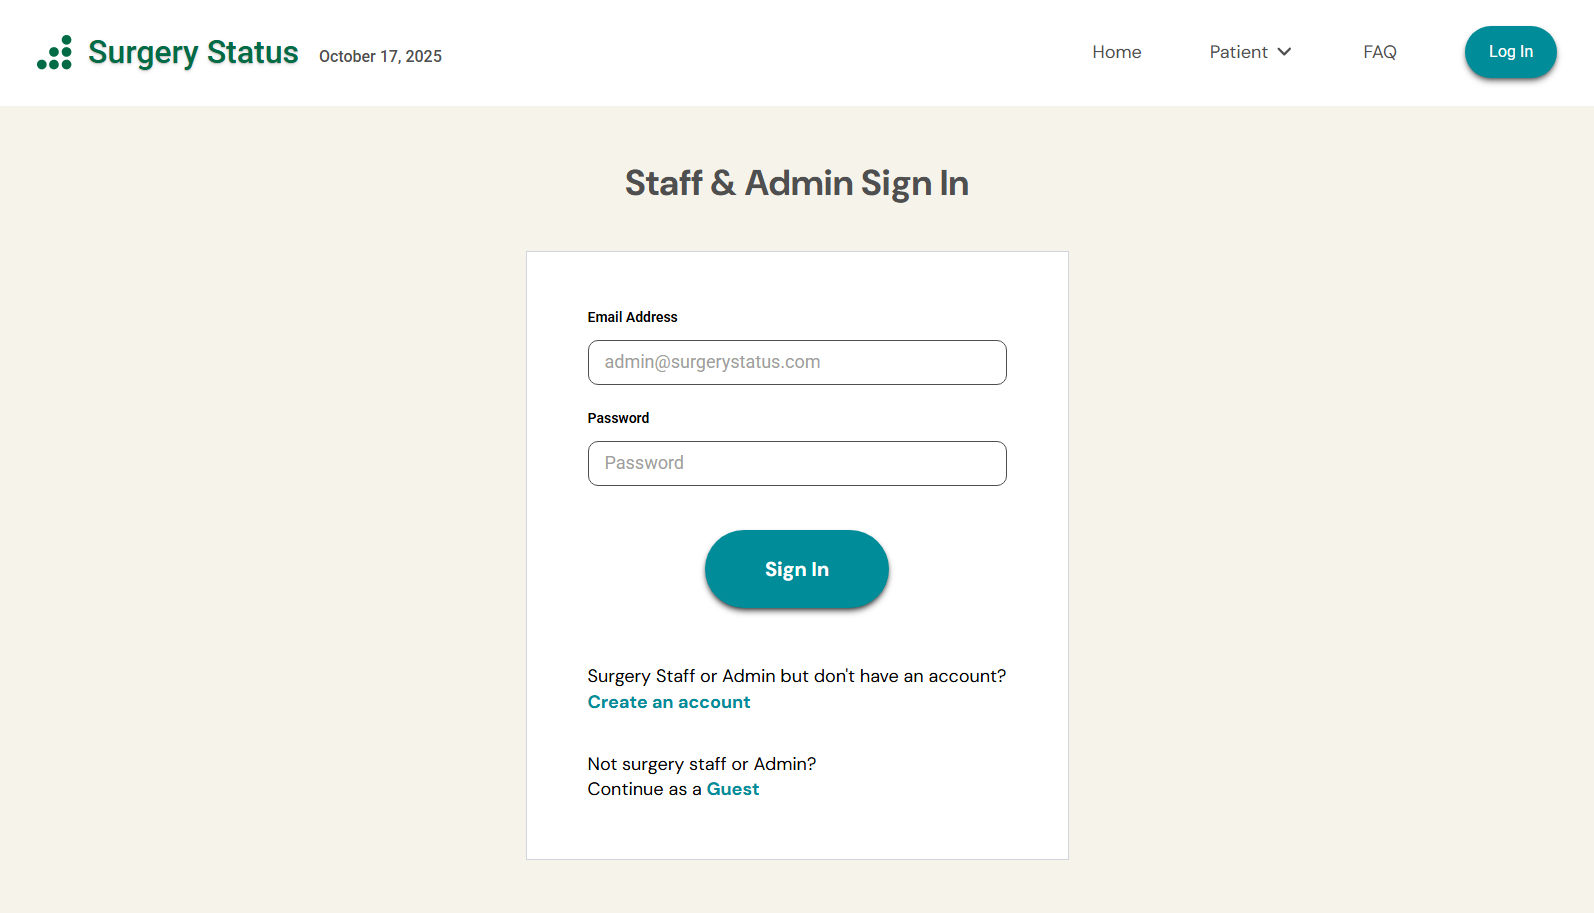 Surgery Status
October 17, 2025
Home
Patient
FAQ
Log In
Staff & Admin Sign In
Email Address
admin@surgerystatus.com
Password
Password
Sign In
Surgery Staff or Admin but don't have an account?
Create an account
Not surgery staff or Admin?
Continue as a Guest